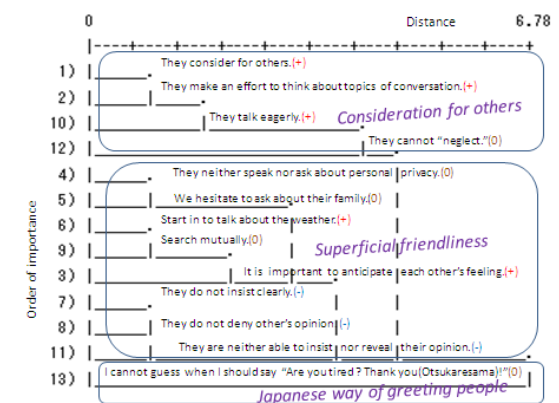 0 Distance 6.78
1) They consider for others.(+)
2) They make an effort to think about topics of conversation.(+)
10) They talk eagerly.(+)
Consideration for others
12) They cannot "neglect."(0)
4) They neither speak nor ask about personal privacy.(0)
5) We hesitate to ask about their family.(0)
6) Start in to talk about the weather.(+)
9) Search mutually.(0)
Superficial friendliness
3) It is important to anticipate each other's feeling.(+)
7) They do not insist clearly.(-)
8) They do not deny other's opinion.(-)
11) They are neither able to insist nor reveal their opinion.(-)
13) I cannot guess when I should say "Are you tired? Thank you(Otsukaresama)!"(0)
Japanese way of greeting people
Order of importance